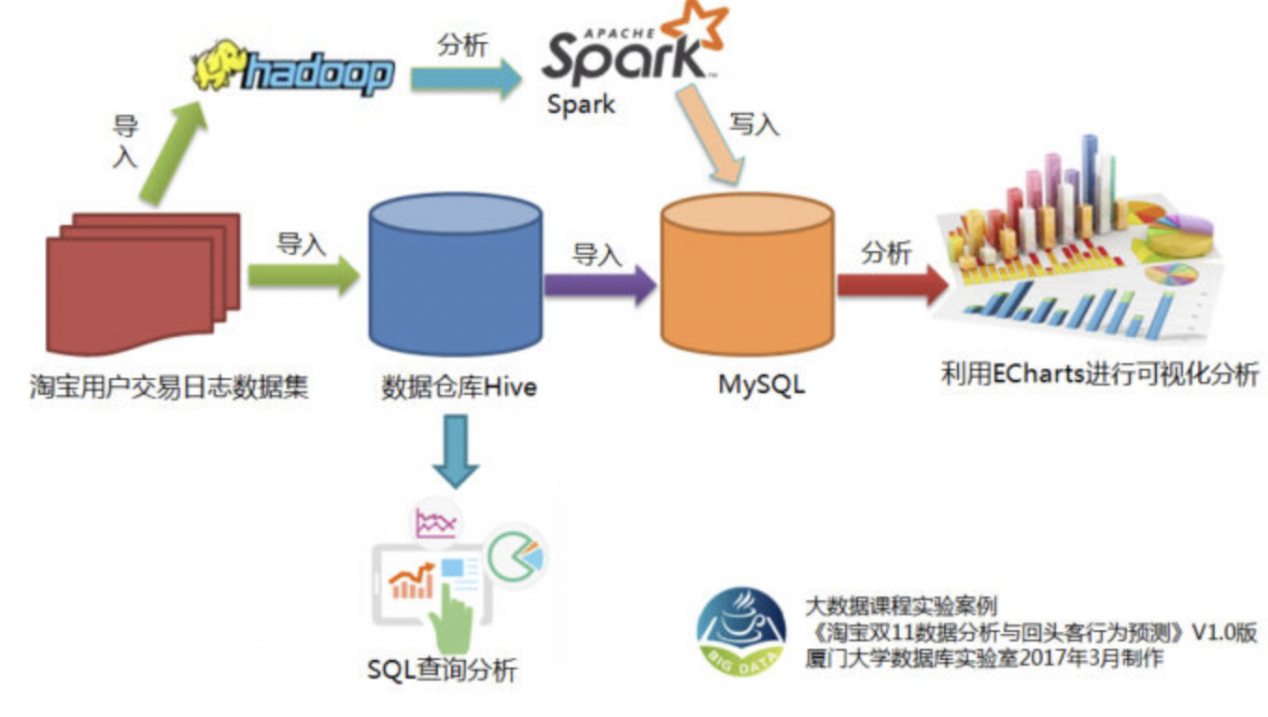 hadoop
分析
APACHE
Spark
Spark
导入
写入
导入
导入
分析
淘宝用户交易日志数据集
数据仓库Hive
MySQL
利用ECharts进行可视化分析
SQL查询分析
BIG DATA
大数据课程实验案例
《淘宝双11数据分析与回头客行为预测》V1.0版
厦门大学数据库实验室2017年3月制作